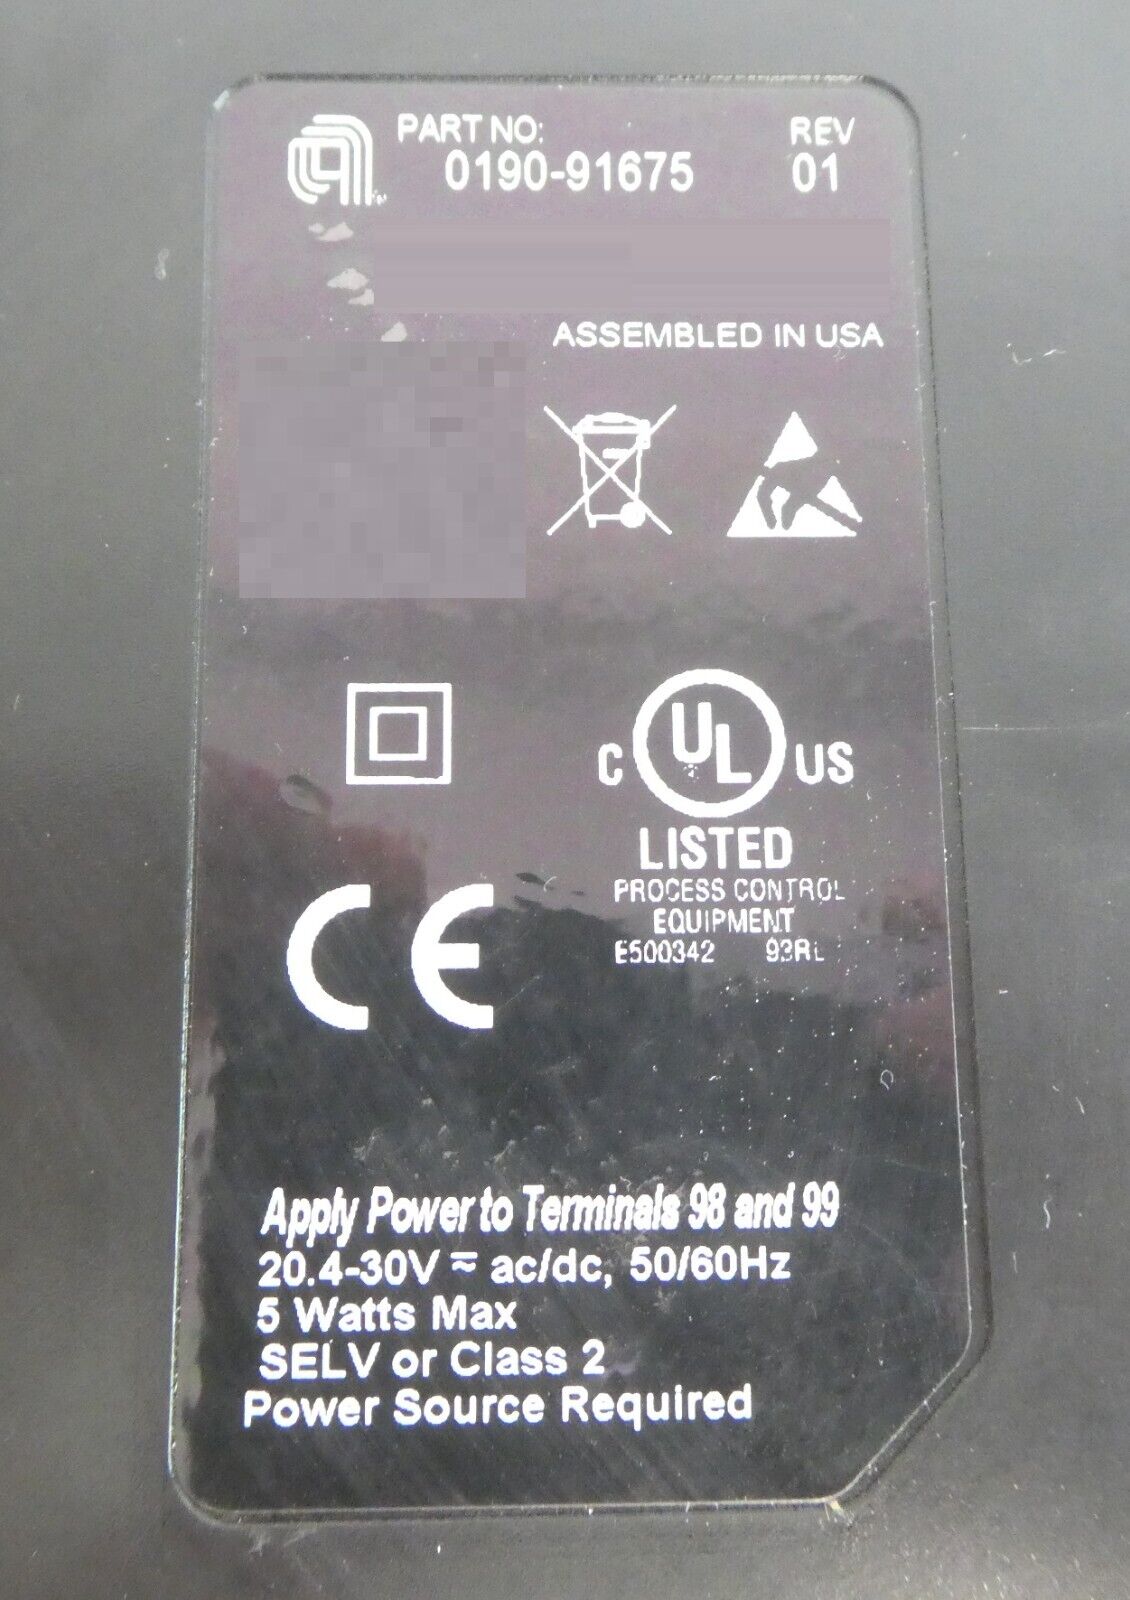 PART NO: REV
0190-91675 01
ASSEMBLED IN USA
C UL US
LISTED
PROCESS CONTROL
EQUIPMENT
E500342 93RL
CE
Apply Power to Terminals 98 and 99
20.4-30V ≂ ac/dc, 50/60Hz
5 Watts Max
SELV or Class 2
Power Source Required